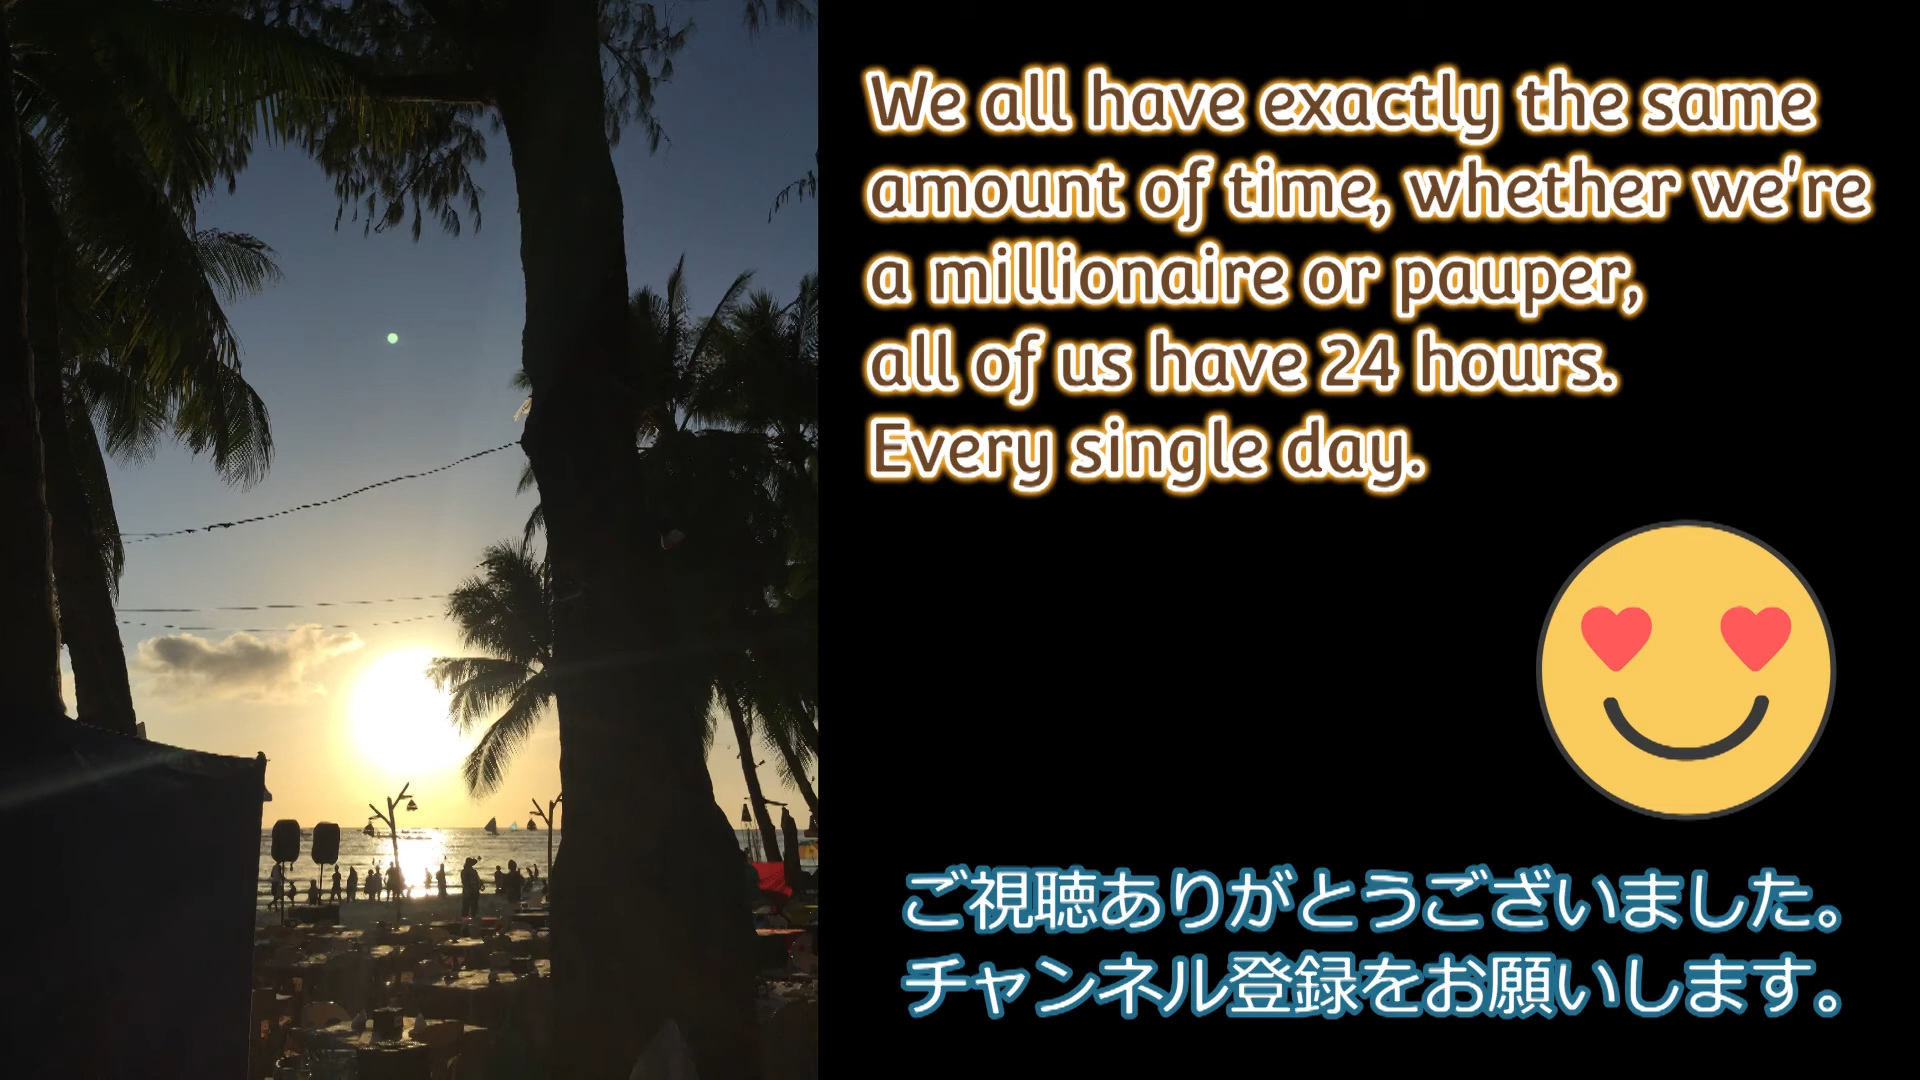 We all have exactly the same
amount of time, whether we're
a millionaire or pauper,
all of us have 24 hours.
Every single day.
ご視聴ありがとうございました。
チャンネル登録をお願いします。